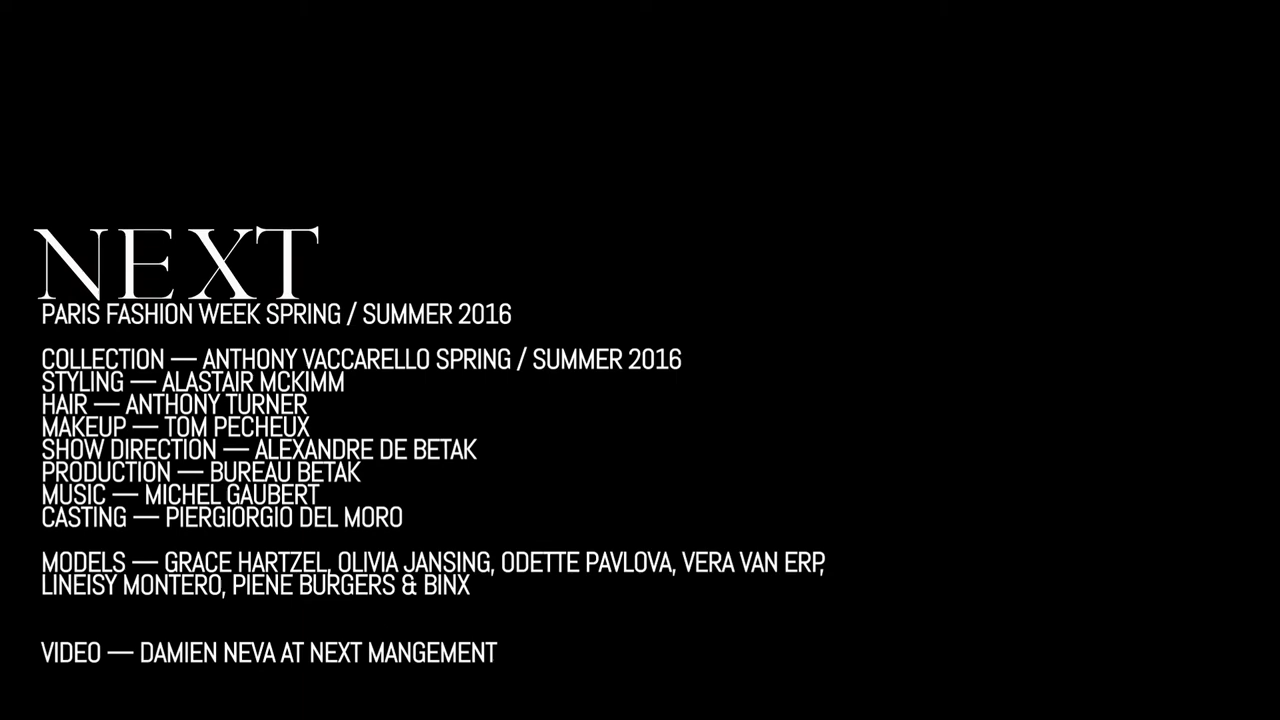 NEXT
PARIS FASHION WEEK SPRING / SUMMER 2016
COLLECTION — ANTHONY VACCARELLO SPRING / SUMMER 2016
STYLING — ALASTAIR MCKIMM
HAIR — ANTHONY TURNER
MAKEUP — TOM PECHEUX
SHOW DIRECTION — ALEXANDRE DE BETAK
PRODUCTION — BUREAU BETAK
MUSIC — MICHEL GAUBERT
CASTING — PIERGIORGIO DEL MORO
MODELS — GRACE HARTZEL, OLIVIA JANSING, ODETTE PAVLOVA, VERA VAN ERP,
LINEISY MONTERO, PIENE BURGERS & BINX
VIDEO — DAMIEN NEVA AT NEXT MANGEMENT